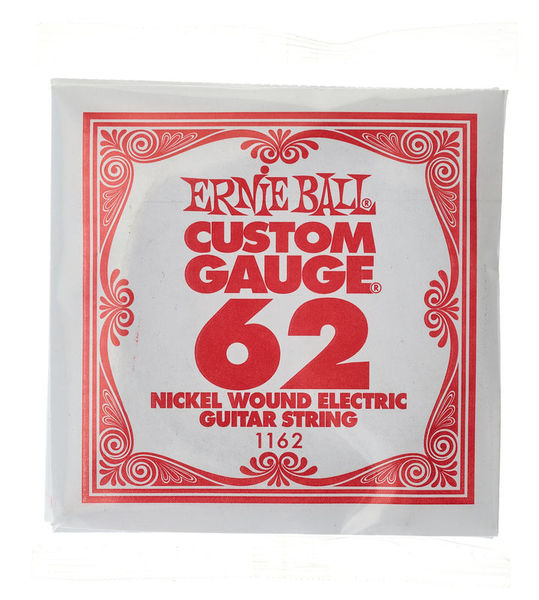 ERNIE BALL®
CUSTOM
GAUGE®
62
NICKEL WOUND ELECTRIC
GUITAR STRING
1162